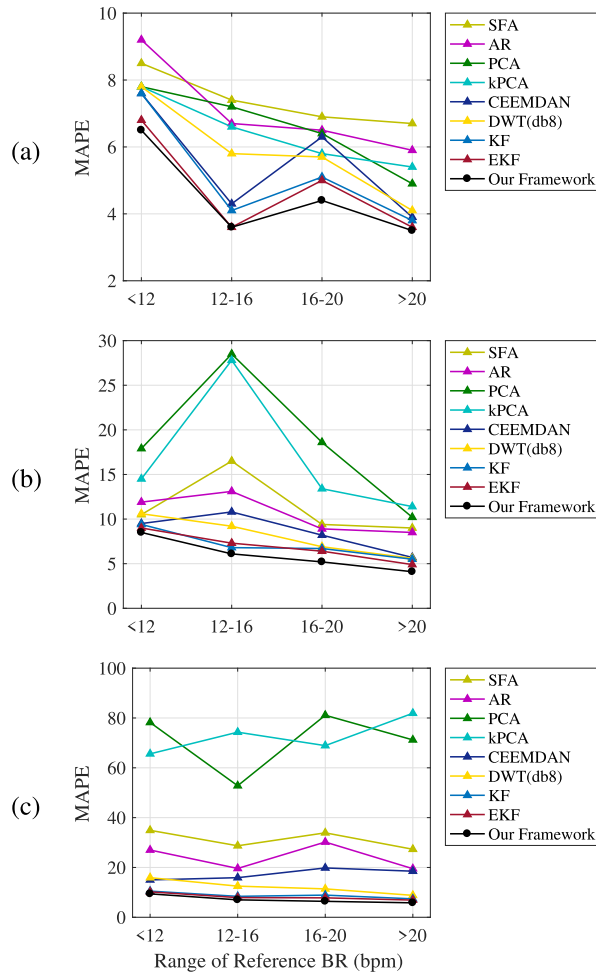 (a)
MAPE
10
8
6
4
2
<12
12-16
16-20
>20
SFA
AR
PCA
kPCA
CEEMDAN
DWT(db8)
KF
EKF
Our Framework
(b)
MAPE
30
25
20
15
10
5
0
<12
12-16
16-20
>20
SFA
AR
PCA
kPCA
CEEMDAN
DWT(db8)
KF
EKF
Our Framework
(c)
MAPE
100
80
60
40
20
0
<12
12-16
16-20
>20
Range of Reference BR (bpm)
SFA
AR
PCA
kPCA
CEEMDAN
DWT(db8)
KF
EKF
Our Framework